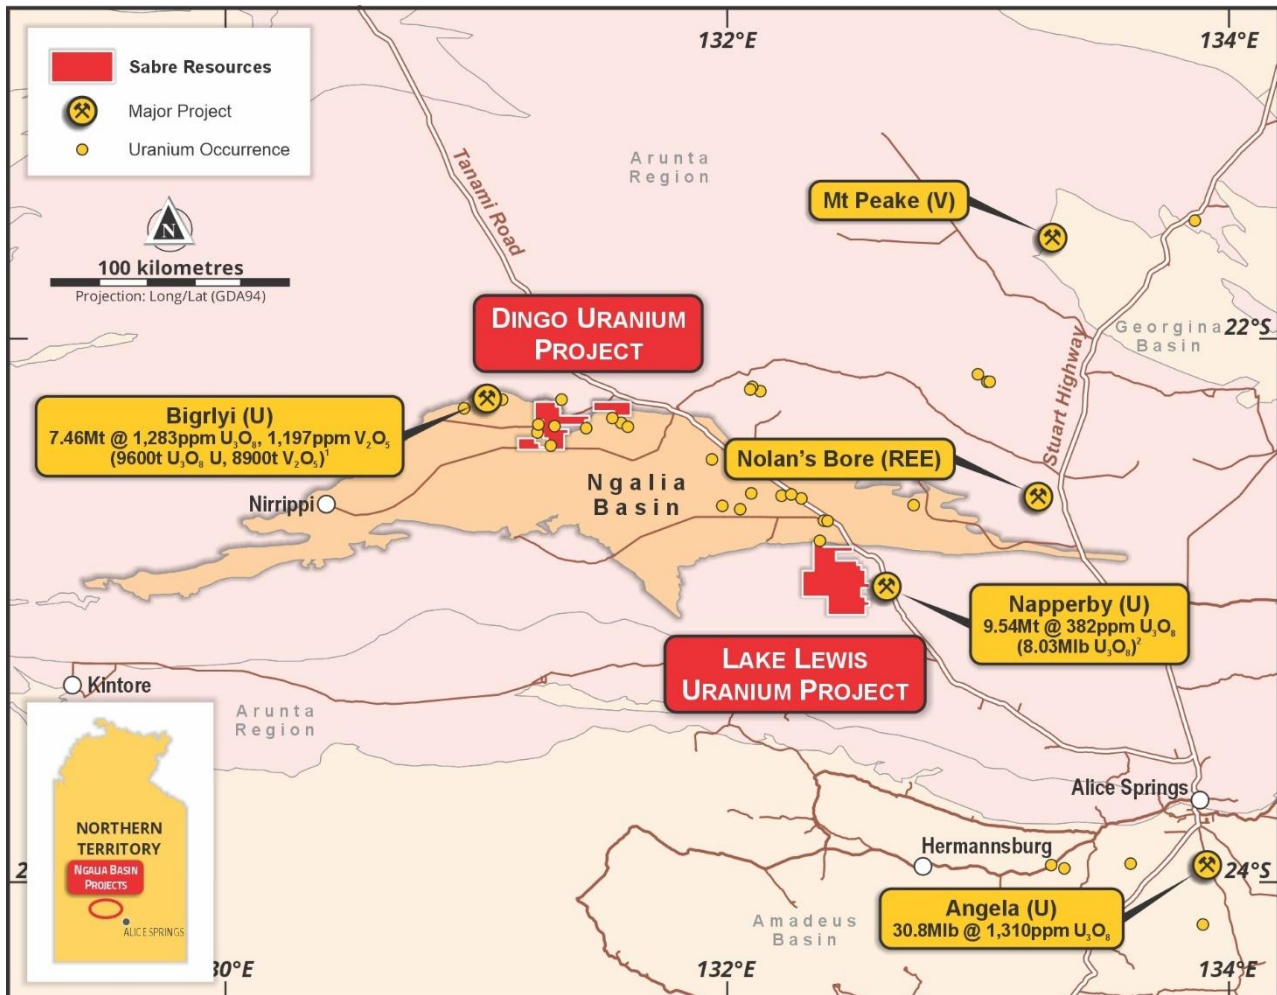 132°E
134°E
Sabre Resources
Major Project
Uranium Occurrence
N
100 kilometres
Projection: Long/Lat (GDA94)
Tanami Road
Arunta
Region
Mt Peake (V)
Stuart Highway
22°S
Georgina
Basin
DINGO URANIUM
PROJECT
Bigrlyi (U)
7.46Mt @ 1,283ppm U₃O₈, 1,197ppm V₂O₅
(9600t U₃O₈ U, 8900t V₂O₅)¹
Nirrippi
Ngalia
Basin
Nolan's Bore (REE)
Napperby (U)
9.54Mt @ 382ppm U₃O₈
(8.03Mlb U₃O₈)²
LAKE LEWIS
URANIUM PROJECT
Kintore
Arunta
Region
Alice Springs
Hermannsburg
24°S
Angela (U)
30.8Mlb @ 1,310ppm U₃O₈
Amadeus
Basin
NORTHERN
TERRITORY
NGALIA BASIN
PROJECTS
ALICE SPRINGS
30°E
132°E
134°E